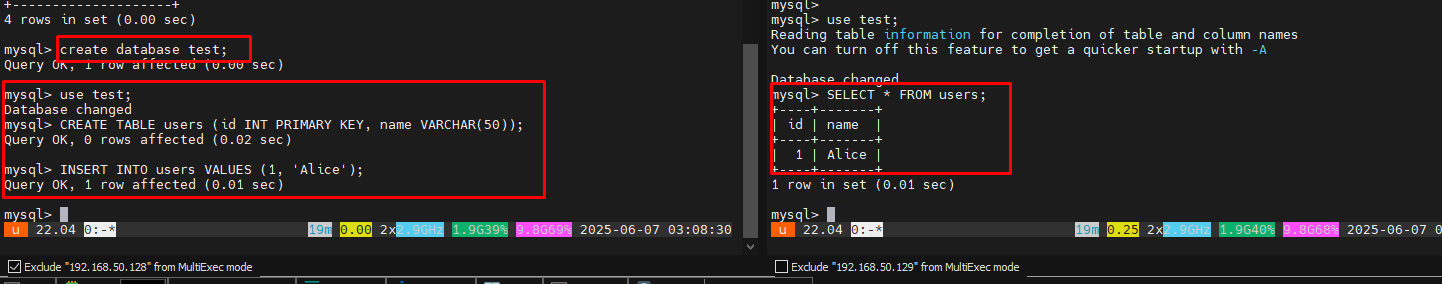 +--------------------+
4 rows in set (0.00 sec)
mysql> create database test;
Query OK, 1 row affected (0.00 sec)
mysql> use test;
Database changed
mysql> CREATE TABLE users (id INT PRIMARY KEY, name VARCHAR(50));
Query OK, 0 rows affected (0.02 sec)
mysql> INSERT INTO users VALUES (1, 'Alice');
Query OK, 1 row affected (0.01 sec)
mysql>
u 22.04 0:-* 19m 0.00 2x2.9GHz 1.9G39% 9.8G69% 2025-06-07 03:08:30
Exclude "192.168.50.128" from MultiExec mode
mysql>
mysql> use test;
Reading table information for completion of table and column names
You can turn off this feature to get a quicker startup with -A
Database changed
mysql> SELECT * FROM users;
+----+-------+
| id | name  |
+----+-------+
|  1 | Alice |
+----+-------+
1 row in set (0.01 sec)
mysql>
u 22.04 0:-* 19m 0.25 2x2.9GHz 1.9G40% 9.8G68% 2025-06-07 0
Exclude "192.168.50.129" from MultiExec mode